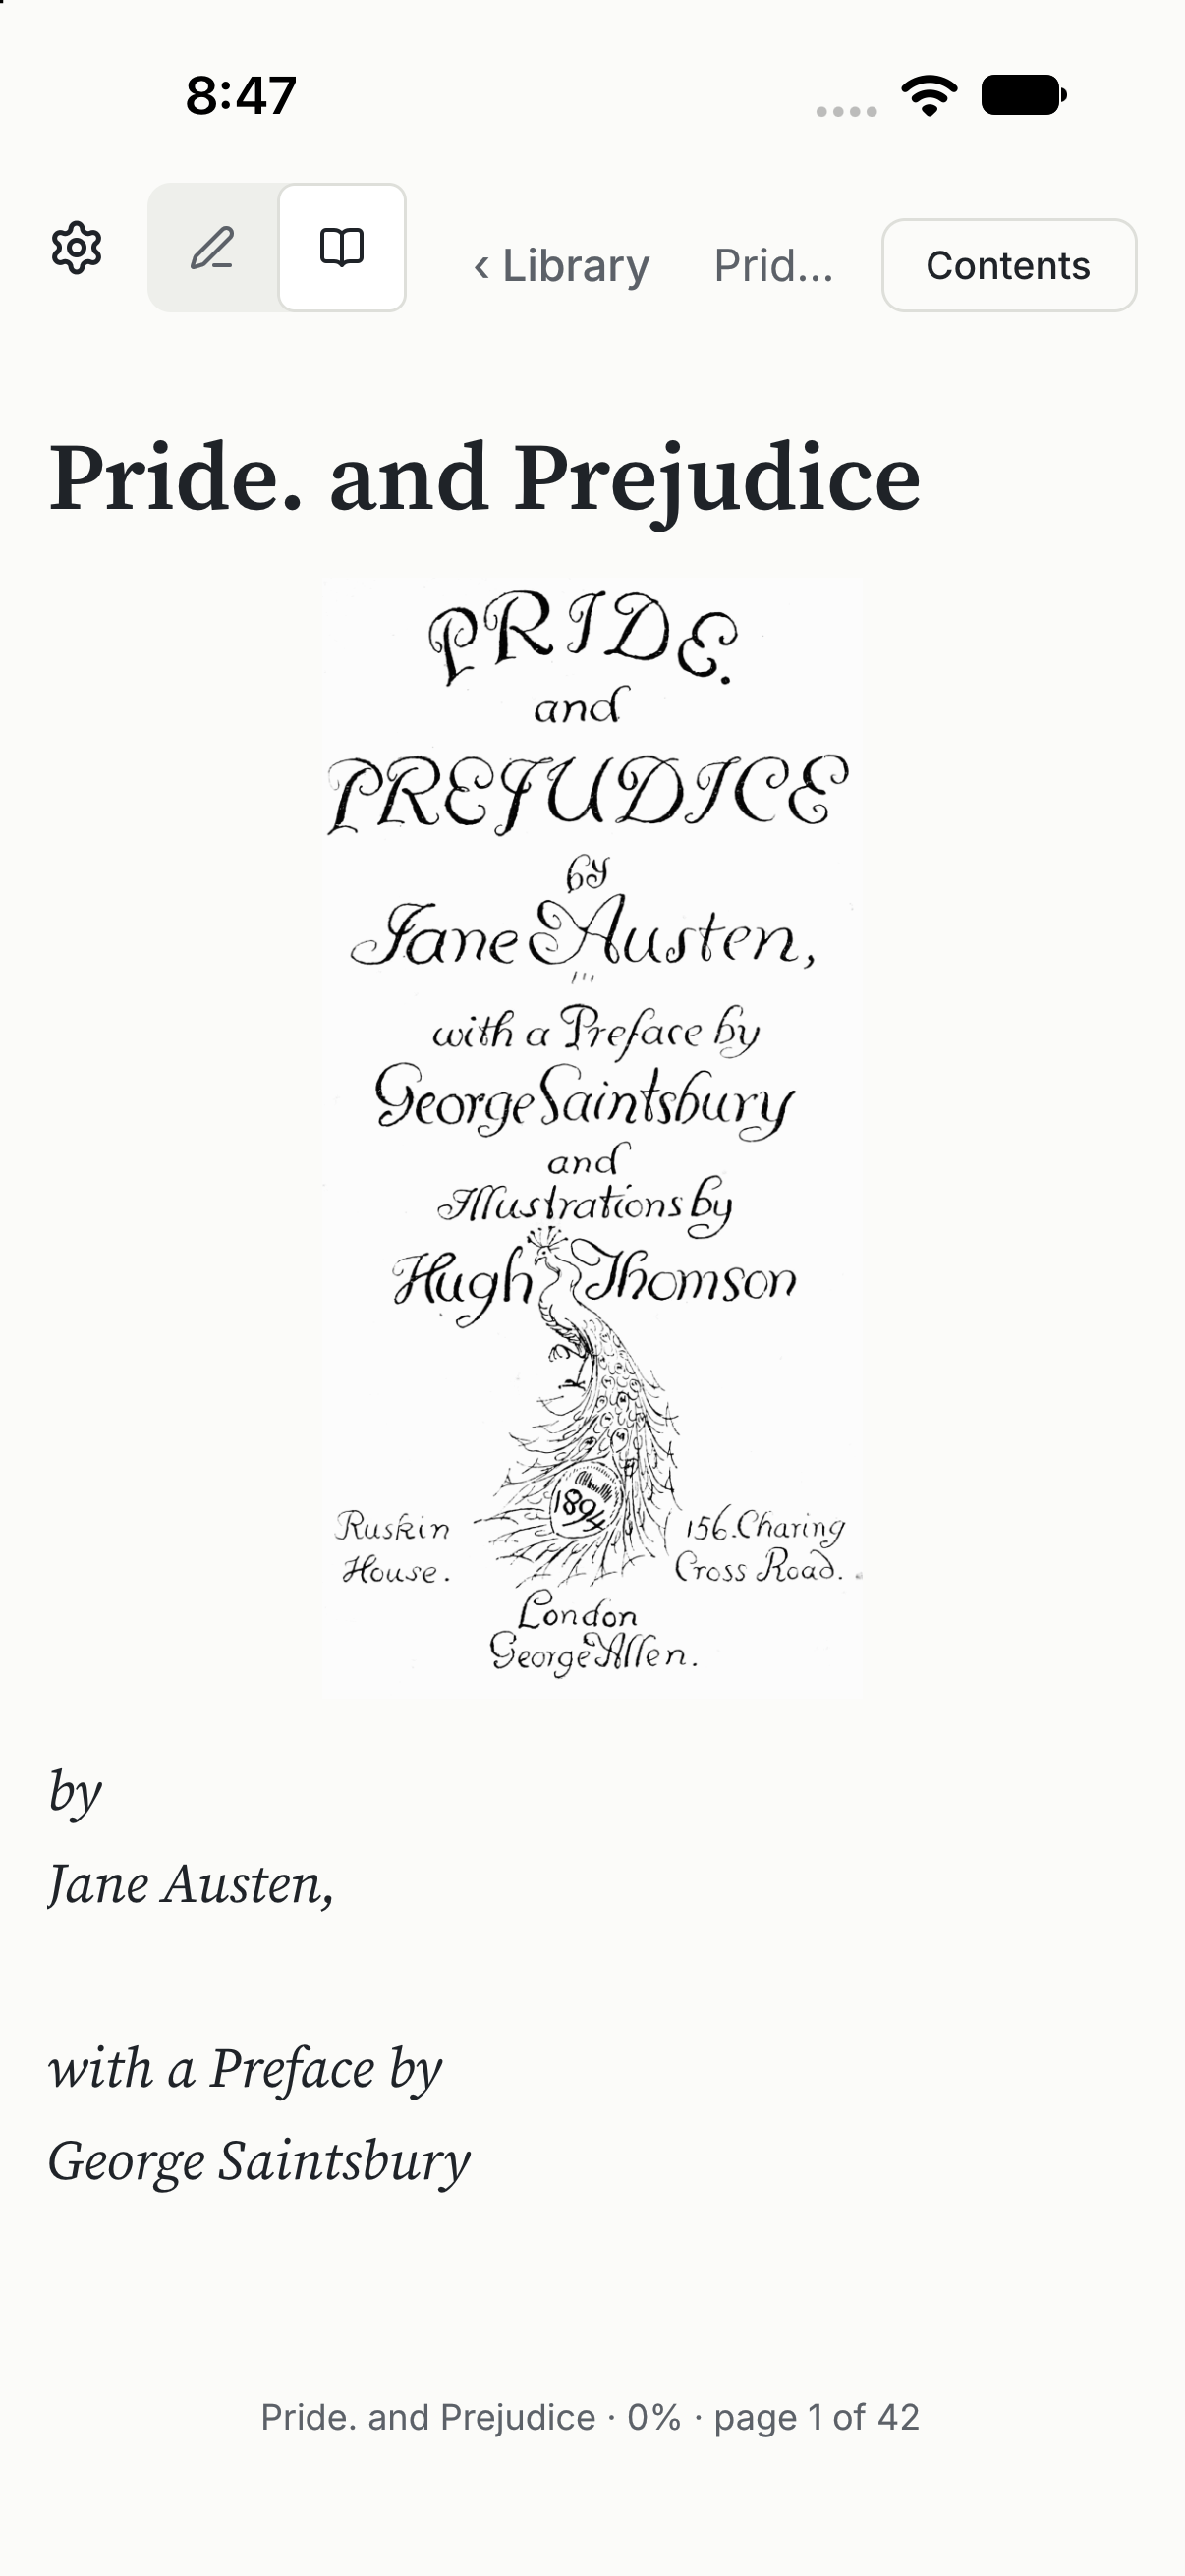 8:47
‹ Library
Prid...
Contents
Pride. and Prejudice
PRIDE.
and
PREJUDICE
by
Jane Austen,
with a Preface by
George Saintsbury
and
Illustrations by
Hugh Thomson
1894
Ruskin House.
156. Charing Cross Road.
London
George Allen.
by
Jane Austen,
with a Preface by
George Saintsbury
Pride. and Prejudice · 0% · page 1 of 42